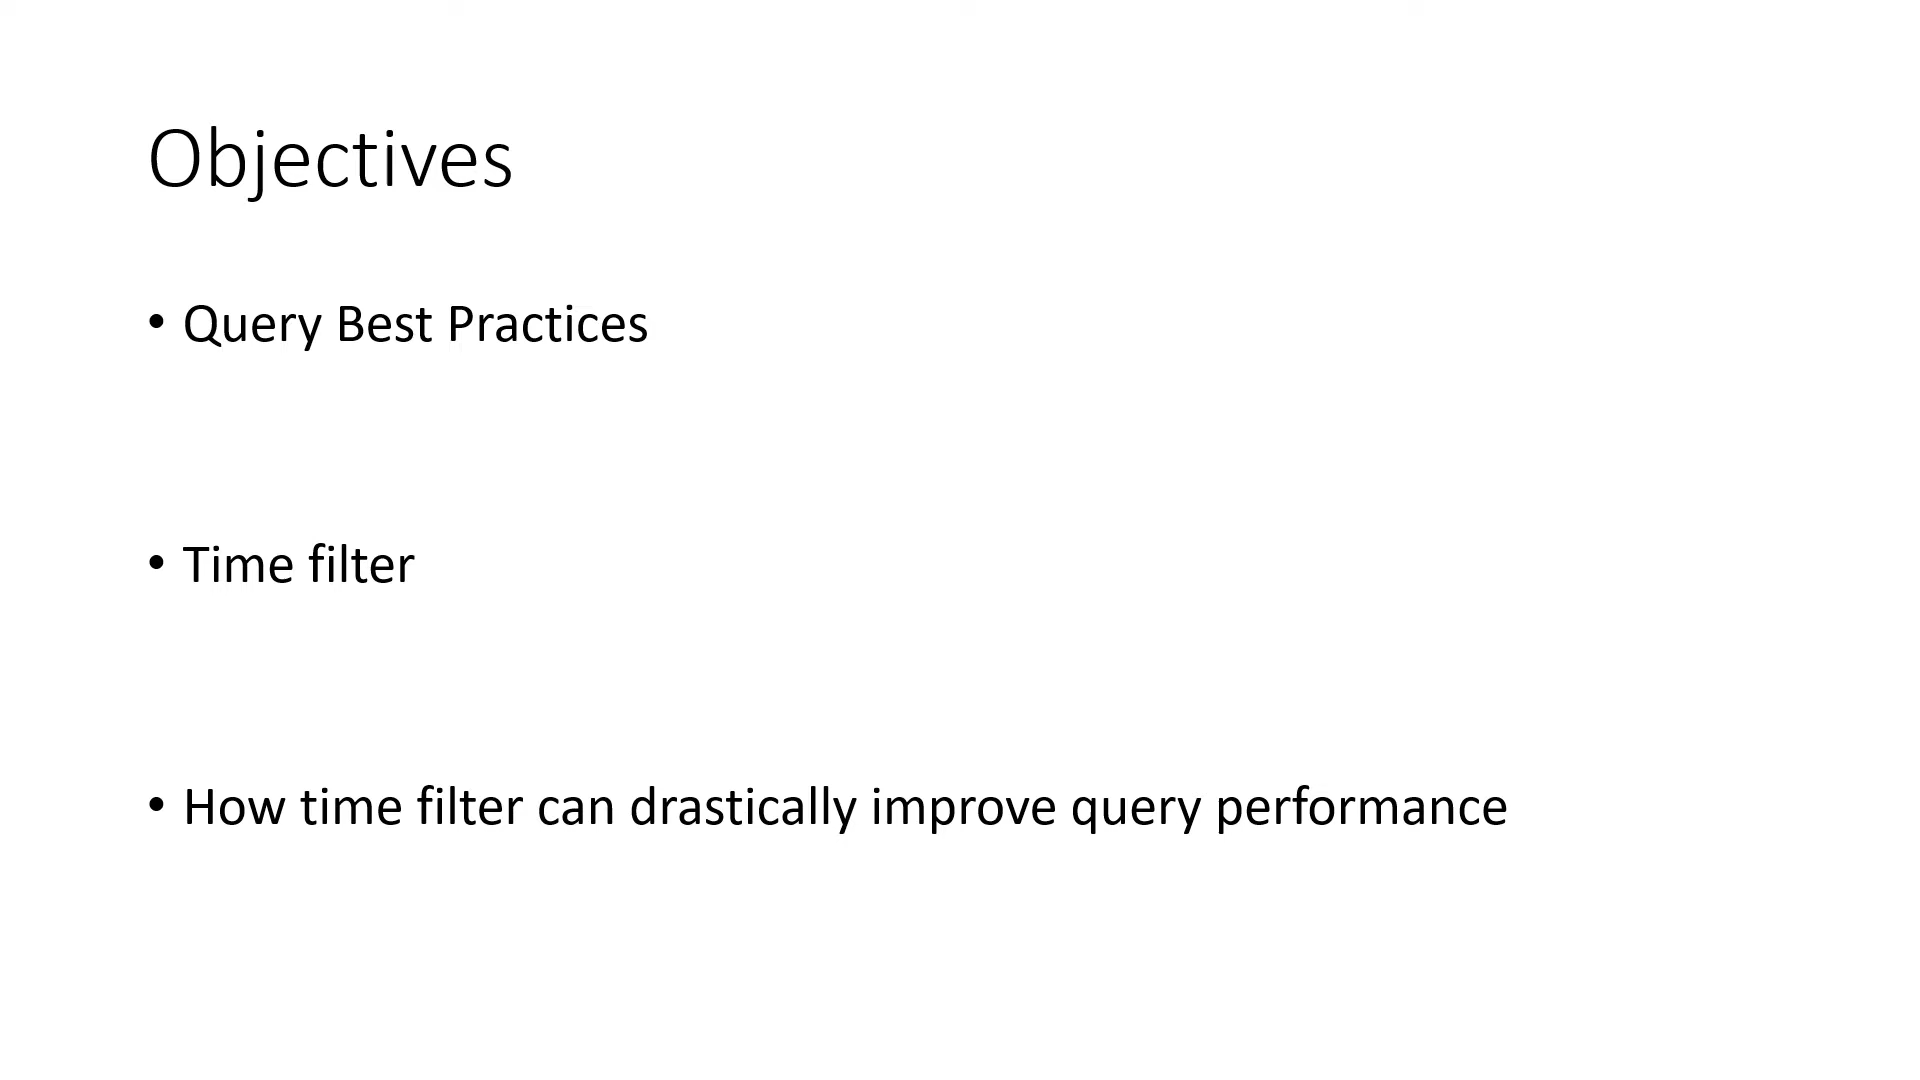 Objectives
• Query Best Practices
• Time filter
• How time filter can drastically improve query performance